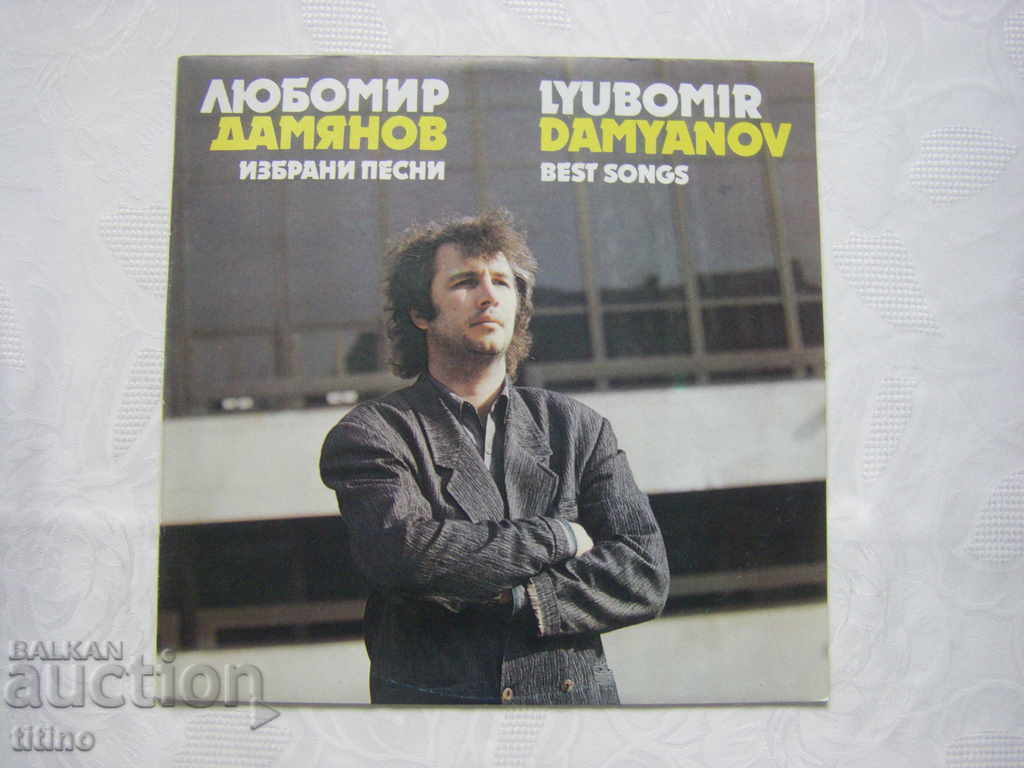 ЛЮБОМИР
ДАМЯНОВ
ИЗБРАНИ ПЕСНИ
LYUBOMIR
DAMYANOV
BEST SONGS
BALKAN
auction
titino